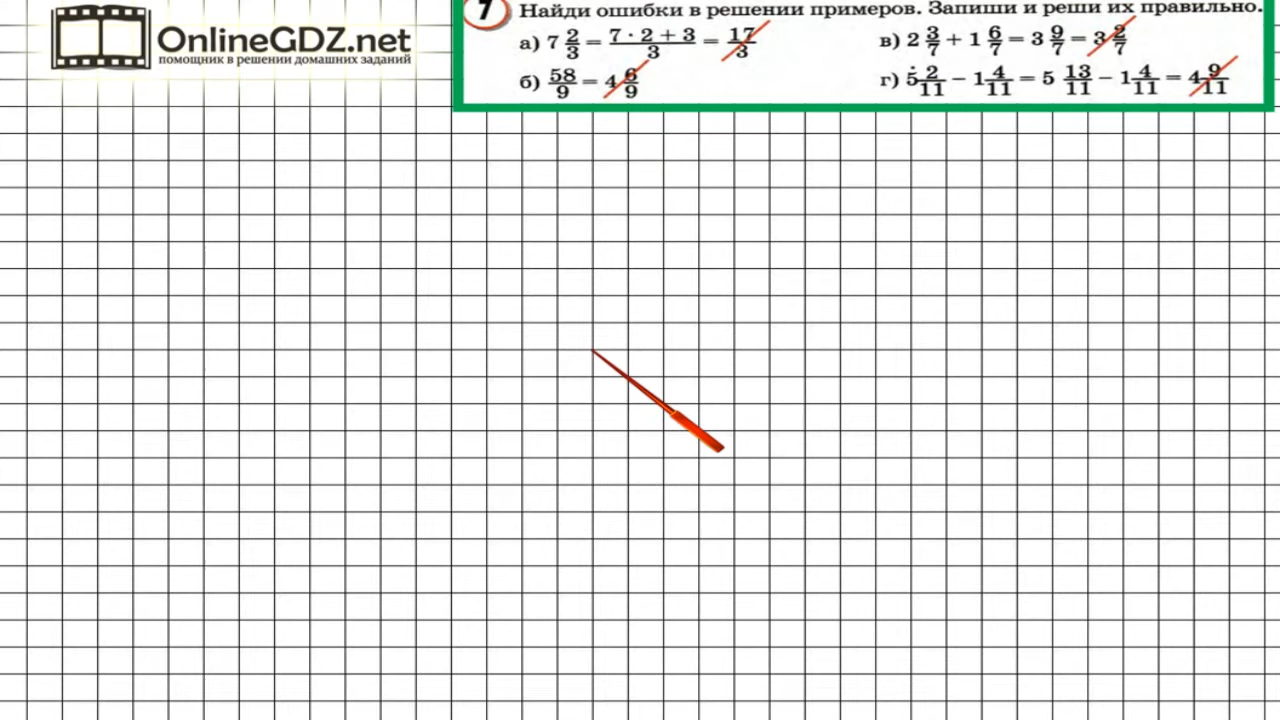 OnlineGDZ.net
помощник в решении домашних заданий
7 Найди ошибки в решении примеров. Запиши и реши их правильно.
а) 7 2/3 = (7 · 2 + 3)/3 = 17/3
б) 58/9 = 4 6/9
в) 2 3/7 + 1 6/7 = 3 9/7 = 3 2/7
г) 5 2/11 − 1 4/11 = 5 13/11 − 1 4/11 = 4 9/11